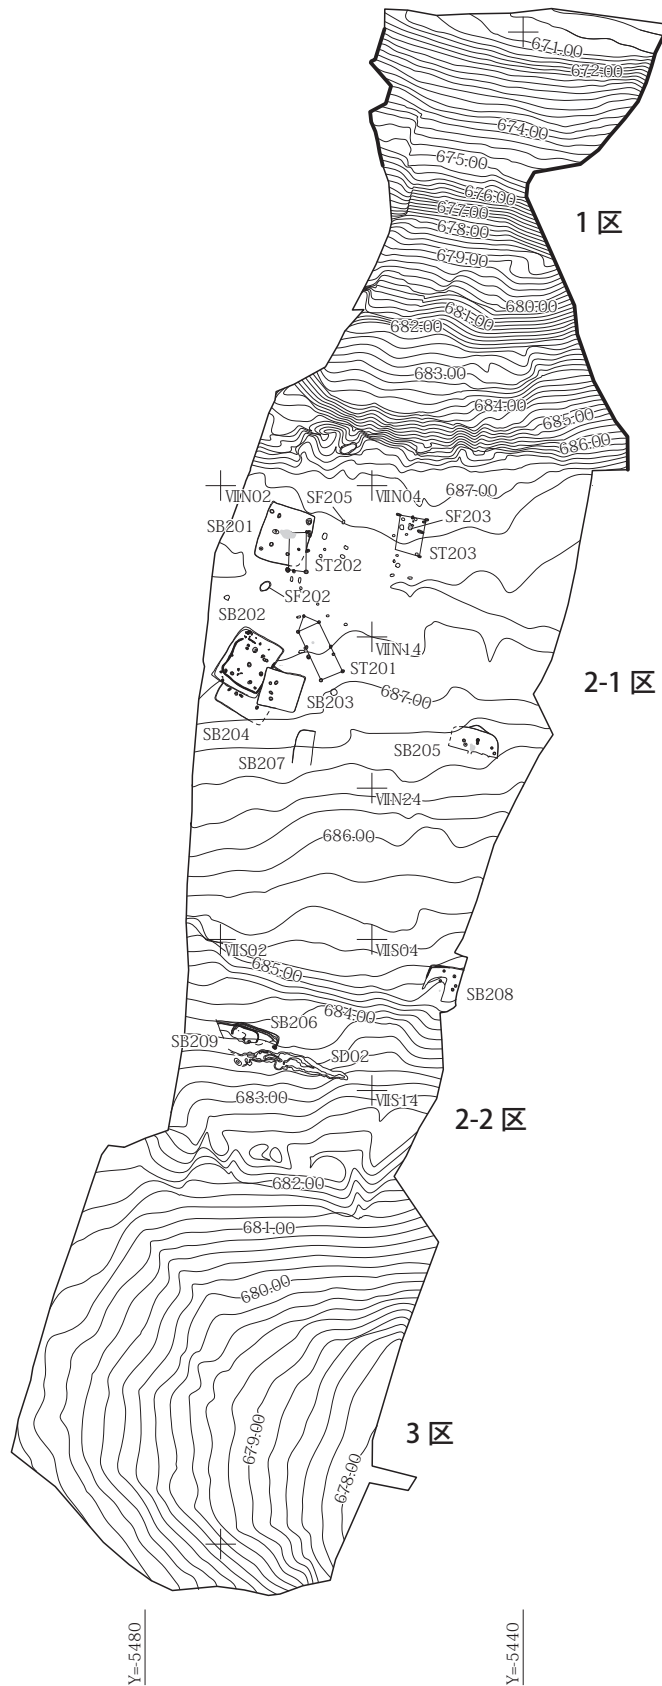 671.00
672.00
674.00
675.00
676.00
677.00
678.00
1 区
679.00
680.00
681.00
682.00
683.00
684.00
685.00
686.00
687.00
ⅦN02
SF205
ⅦN04
SB201
SF203
ST202
ST203
SF202
SB202
ⅦN14
ST201
2-1 区
SB203
687.00
SB204
SB207
SB205
ⅦN24
686.00
ⅦS02
ⅦS04
685.00
SB208
684.00
SB206
SB209
SD02
683.00
ⅦS14
2-2 区
682.00
681.00
680.00
3 区
679.00
678.00
Y=-5480
Y=-5440